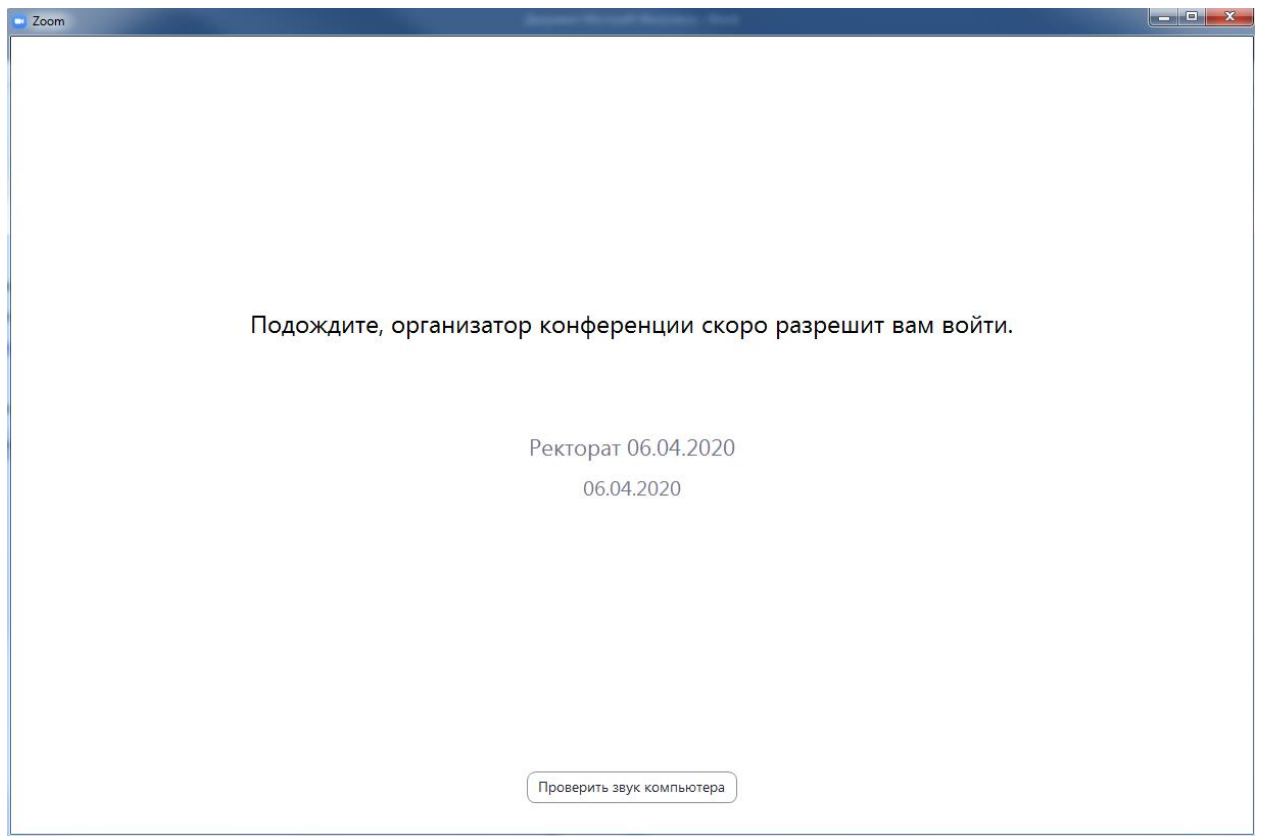 Zoom
Подождите, организатор конференции скоро разрешит вам войти.
Ректорат 06.04.2020
06.04.2020
Проверить звук компьютера